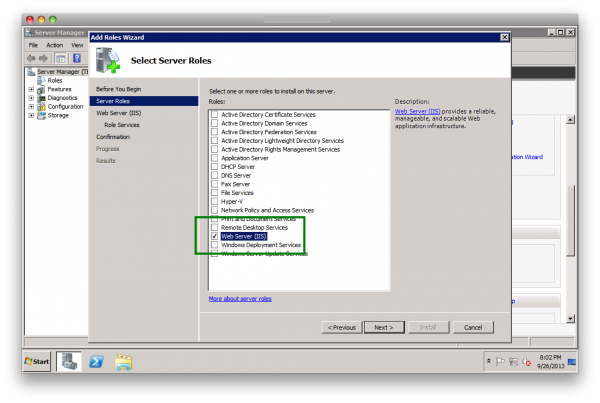 Server Manager
Add Roles Wizard
File Action View
Select Server Roles
Server Manager (T
Roles
Features
Diagnostics
Configuration
Storage
Before You Begin
Server Roles
Web Server (IIS)
Role Services
Confirmation
Progress
Results
Select one or more roles to install on this server.
Roles:
Active Directory Certificate Services
Active Directory Domain Services
Active Directory Federation Services
Active Directory Lightweight Directory Services
Active Directory Rights Management Services
Application Server
DHCP Server
DNS Server
Fax Server
File Services
Hyper-V
Network Policy and Access Services
Print and Document Services
Remote Desktop Services
Web Server (IIS)
Windows Deployment Services
Windows Server Update Services
More about server roles
Description:
Web Server (IIS) provides a reliable,
manageable, and scalable Web
application infrastructure.
ation Wizard
< Previous Next > Install Cancel
Start
8:02 PM
9/26/2013